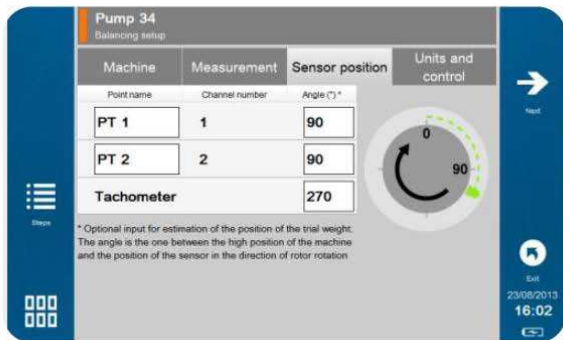 Pump 34
Balancing setup
Machine
Measurement
Sensor position
Units and
control
Point name
Channel number
Angle (°) *
PT 1
1
90
PT 2
2
90
Tachometer
270
* Optional input for estimation of the position of the trial weight.
The angle is the one between the high position of the machine
and the position of the sensor in the direction of rotor rotation
0
90
Steps
Next
Exit
23/08/2013
16:02